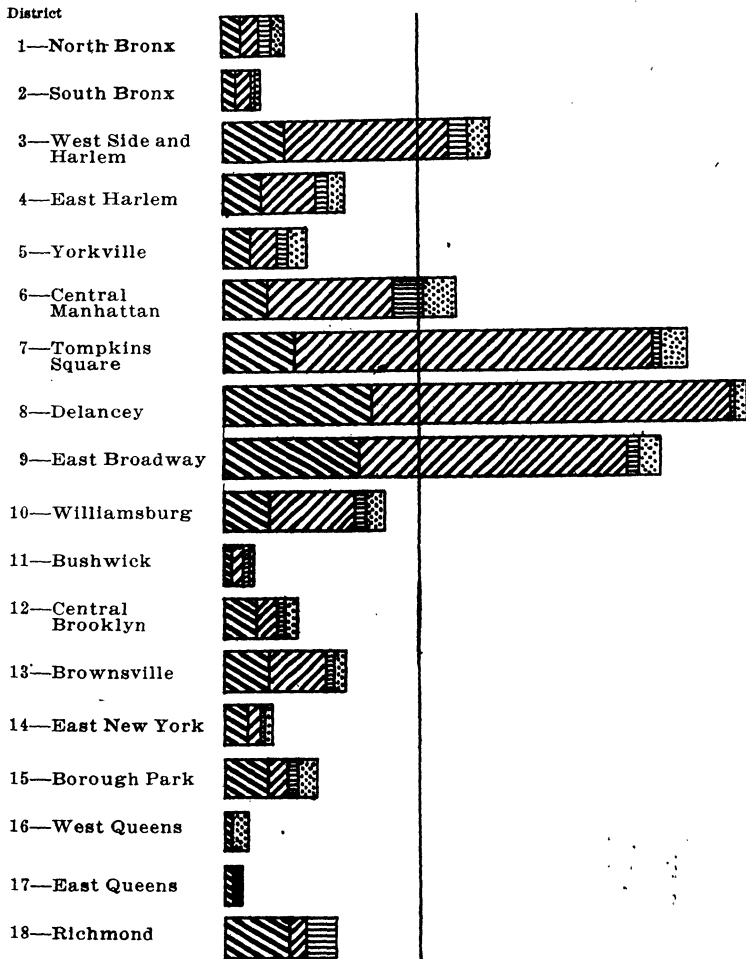 District
1—North Bronx
2—South Bronx
3—West Side and
Harlem
4—East Harlem
5—Yorkville
6—Central
Manhattan
7—Tompkins
Square
8—Delancey
9—East Broadway
10—Williamsburg
11—Bushwick
12—Central
Brooklyn
13—Brownsville
14—East New York
15—Borough Park
16—West Queens
17—East Queens
18—Richmond